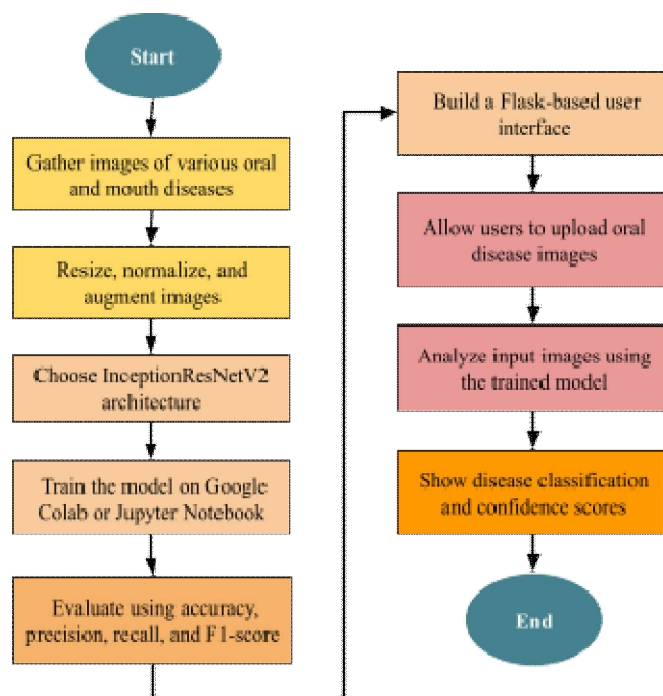 Start
Gather images of various oral
and mouth diseases
Resize, normalize, and
augment images
Choose InceptionResNetV2
architecture
Train the model on Google
Colab or Jupyter Notebook
Evaluate using accuracy,
precision, recall, and F1-score
Build a Flask-based user
interface
Allow users to upload oral
disease images
Analyze input images using
the trained model
Show disease classification
and confidence scores
End